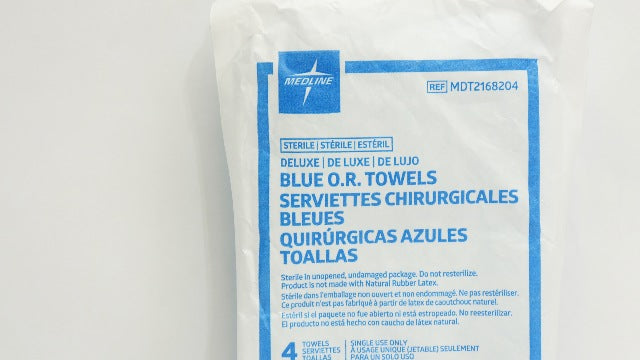 MEDLINE
REF MDT2168204
STERILE | STÉRILE | ESTÉRIL
DELUXE | DE LUXE | DE LUJO
BLUE O.R. TOWELS
SERVIETTES CHIRURGICALES
BLEUES
QUIRÚRGICAS AZULES
TOALLAS
Sterile in unopened, undamaged package. Do not resterilize.
Product is not made with Natural Rubber Latex.
Stérile dans l'emballage non ouvert et non endommagé. Ne pas restériliser.
Ce produit n'est pas fabriqué à partir de latex de caoutchouc naturel.
Estéril si el paquete no fue abierto ni está estropeado. No reesterilizar.
El producto no está hecho con caucho de látex natural.
4 TOWELS SINGLE USE ONLY
SERVIETTES À USAGE UNIQUE (JETABLE) SEULEMENT
TOALLAS PARA UN SOLO USO